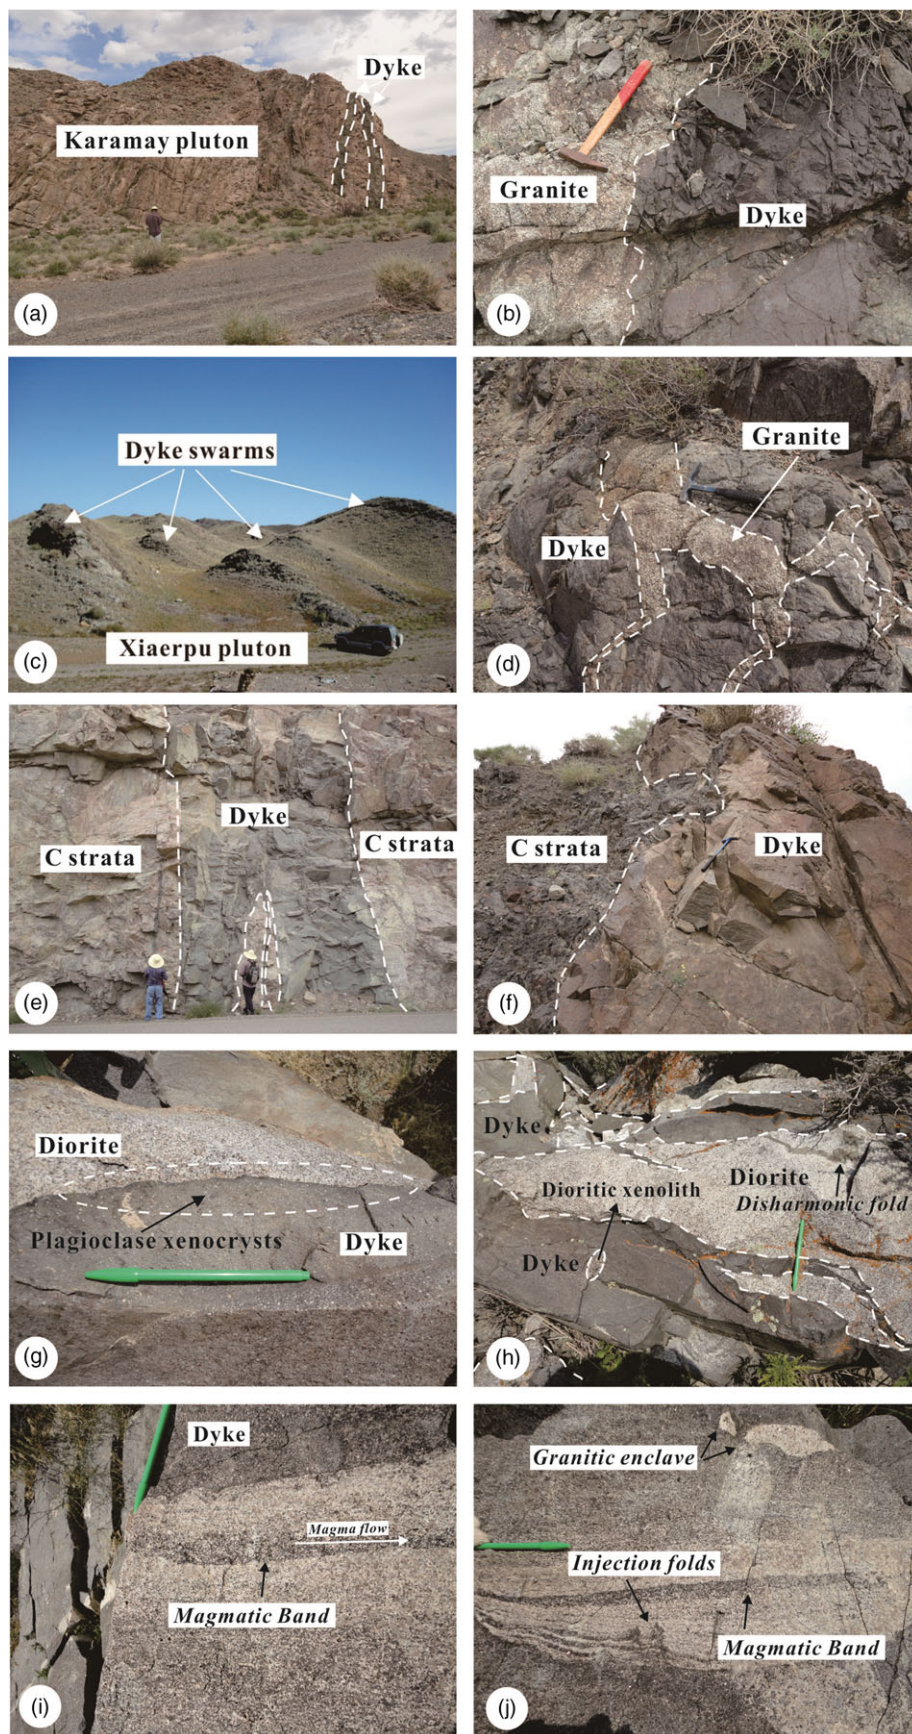 Dyke
Karamay pluton
(a)
Granite
Dyke
(b)
Dyke swarms
Xiaerpu pluton
(c)
Granite
Dyke
(d)
Dyke
C strata
C strata
(e)
C strata
Dyke
(f)
Diorite
Plagioclase xenocrysts
Dyke
(g)
Dyke
Diorite
Dioritic xenolith
Disharmonic fold
Dyke
(h)
Dyke
Magma flow
Magmatic Band
(i)
Granitic enclave
Injection folds
Magmatic Band
(j)